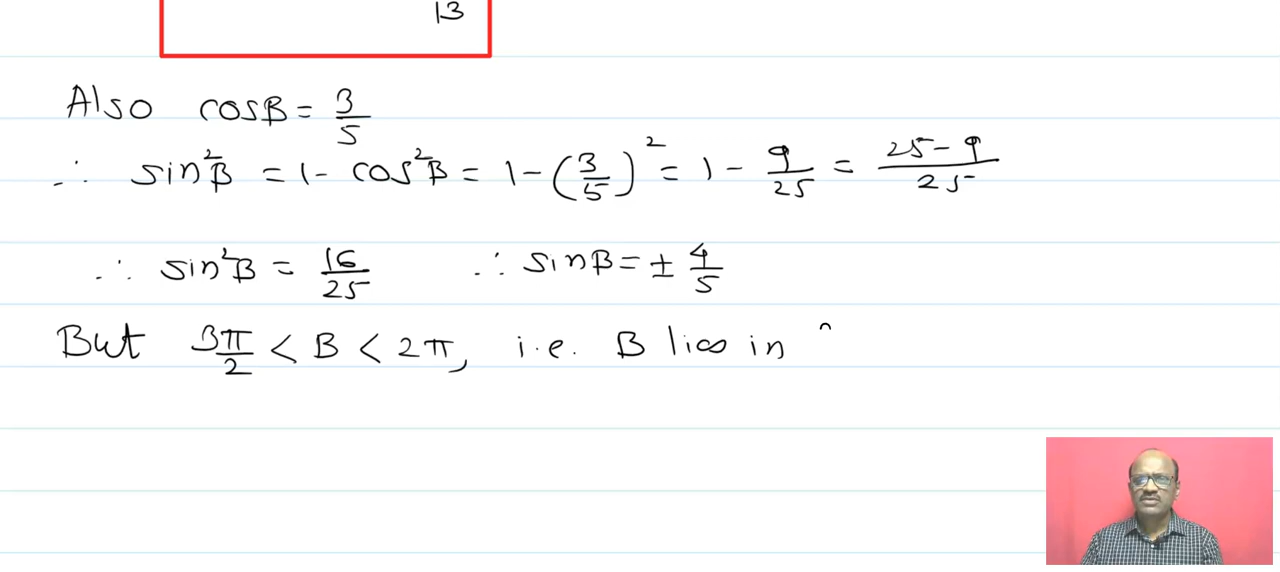 13
Also cosB = 3/5
∴ sin²B = 1 - cos²B = 1 - (3/5)² = 1 - 9/25 = 25-9/25
∴ sin²B = 16/25 ∴ sinB = ± 4/5
But 3π/2 < B < 2π, i.e. B lies in